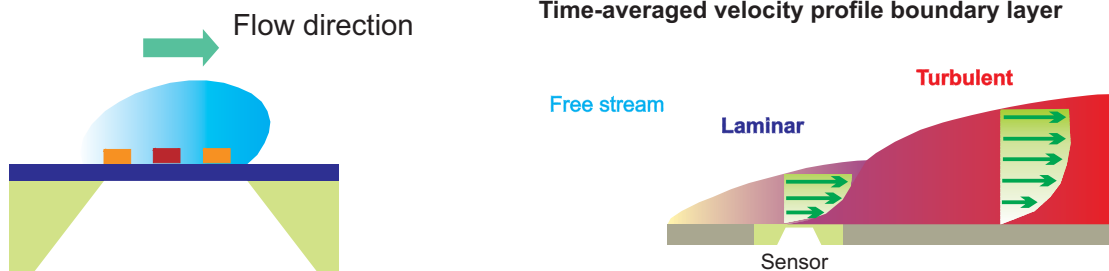 Flow direction
Time-averaged velocity profile boundary layer
Turbulent
Free stream
Laminar
Sensor